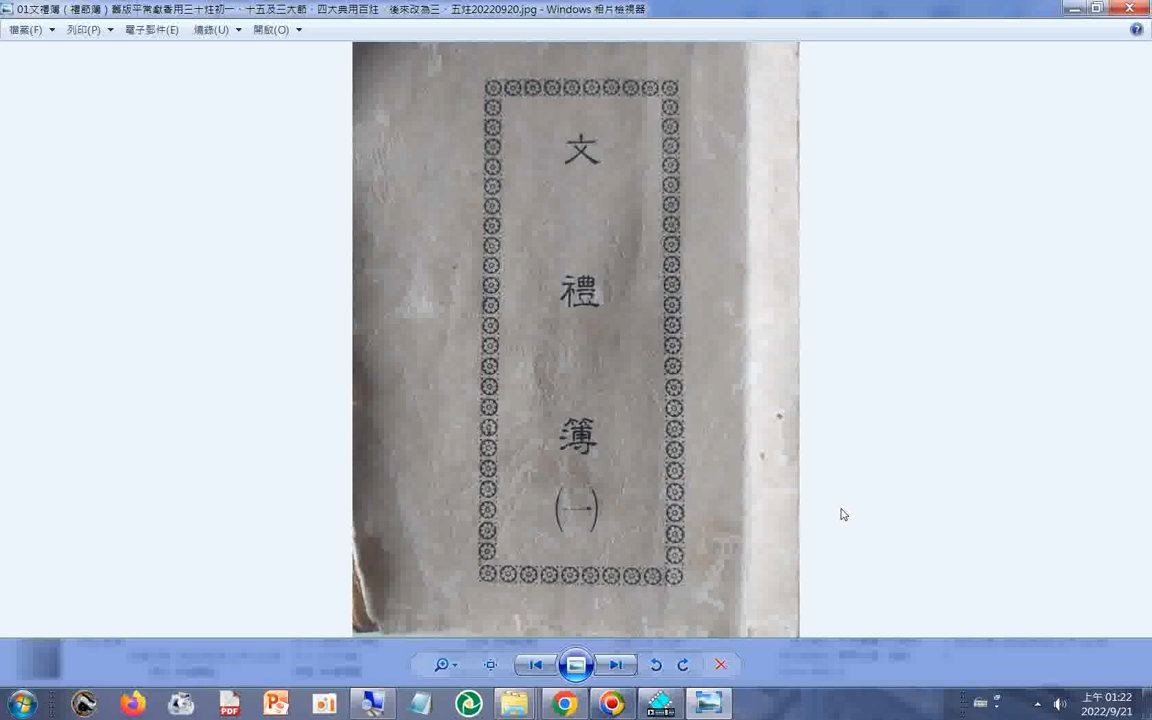 01文禮簿（禮節簿）舊版平常獻香用三十炷初一．十五及三大節．四大典用百炷．後來改為三．五炷20220920.jpg - Windows 相片檢視器
檔案(F) 列印(P) 電子郵件(E) 燒錄(U) 開啟(O)
文
禮
簿
(一)
PDF
上午 01:22
2022/9/21